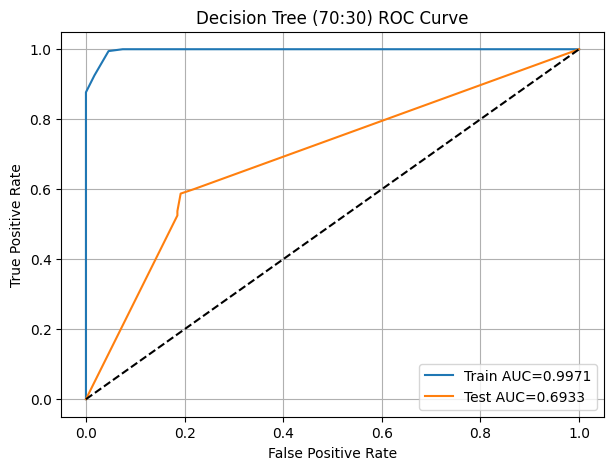 Decision Tree (70:30) ROC Curve
True Positive Rate
1.0
0.8
0.6
0.4
0.2
0.0
0.0 0.2 0.4 0.6 0.8 1.0
False Positive Rate
Train AUC=0.9971
Test AUC=0.6933